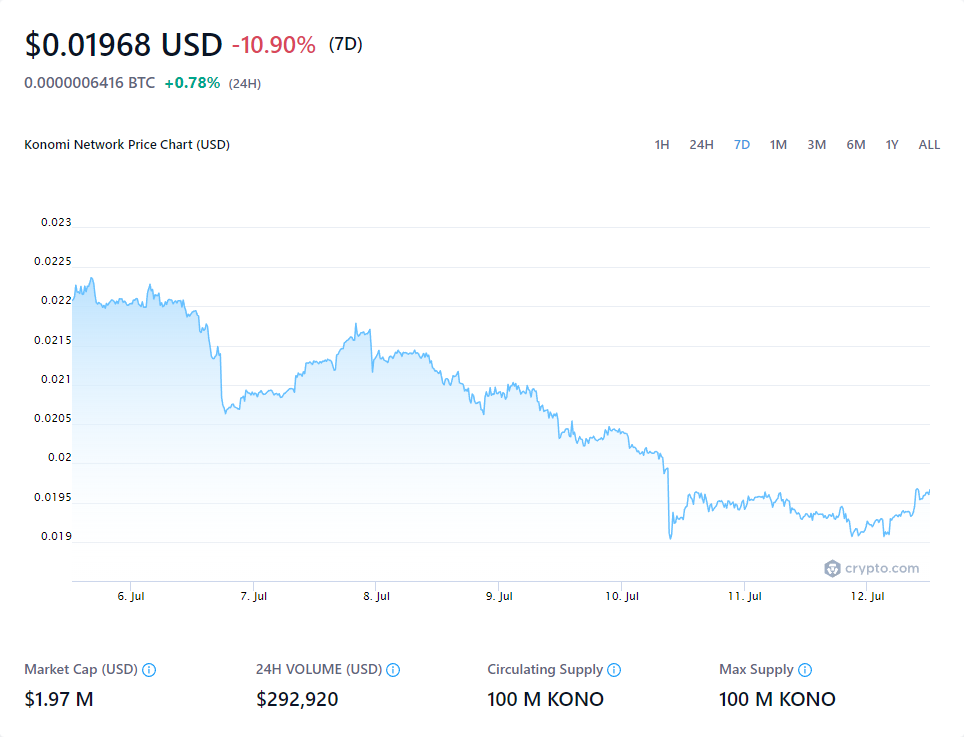 $0.01968 USD -10.90% (7D)
0.0000006416 BTC +0.78% (24H)
Konomi Network Price Chart (USD) 1H 24H 7D 1M 3M 6M 1Y ALL
0.023
0.0225
0.022
0.0215
0.021
0.0205
0.02
0.0195
0.019
crypto.com
6. Jul 7. Jul 8. Jul 9. Jul 10. Jul 11. Jul 12. Jul
Market Cap (USD) 24H VOLUME (USD) Circulating Supply Max Supply
$1.97 M $292,920 100 M KONO 100 M KONO